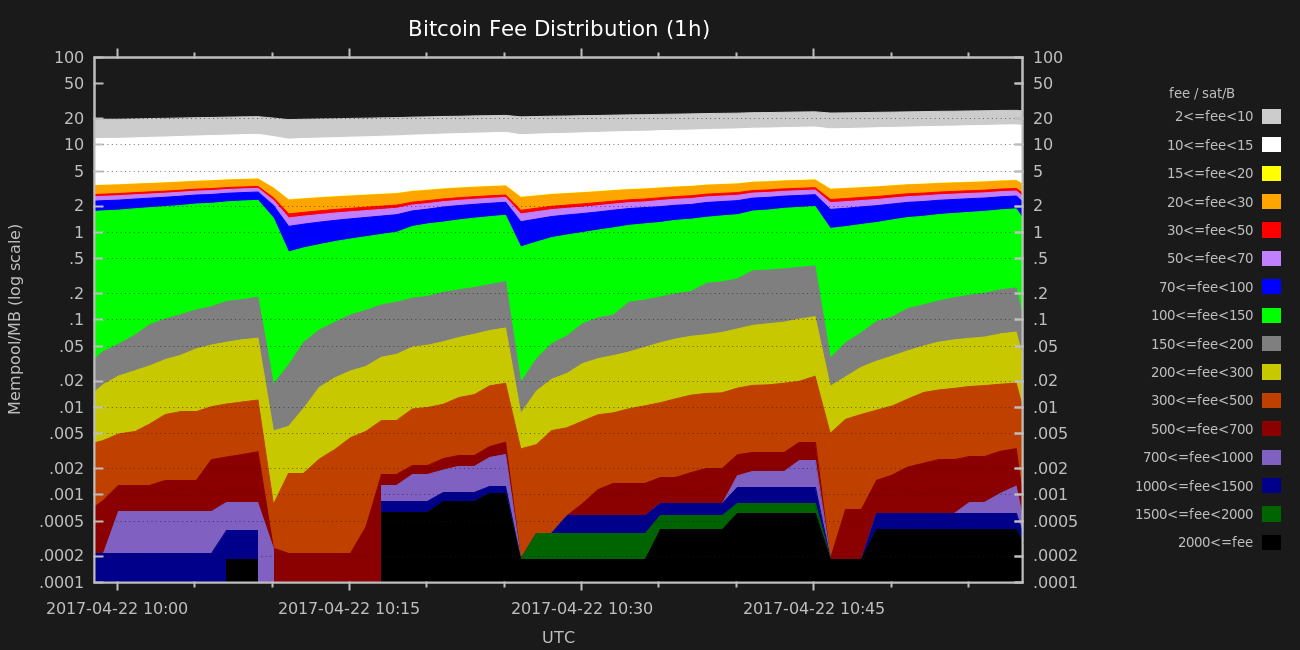 Bitcoin Fee Distribution (1h)
Mempool/MB (log scale)
100
50
20
10
5
2
1
.5
.2
.1
.05
.02
.01
.005
.002
.001
.0005
.0002
.0001
100
50
20
10
5
2
1
.5
.2
.1
.05
.02
.01
.005
.002
.001
.0005
.0002
.0001
fee / sat/B
2<=fee<10
10<=fee<15
15<=fee<20
20<=fee<30
30<=fee<50
50<=fee<70
70<=fee<100
100<=fee<150
150<=fee<200
200<=fee<300
300<=fee<500
500<=fee<700
700<=fee<1000
1000<=fee<1500
1500<=fee<2000
2000<=fee
2017-04-22 10:00 2017-04-22 10:15 2017-04-22 10:30 2017-04-22 10:45
UTC